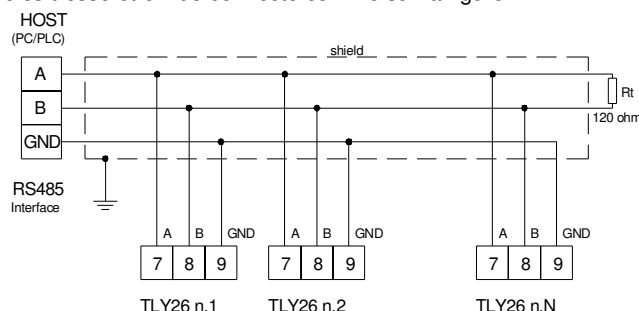 HOST
(PC/PLC)
shield
A
B
GND
Rt
120 ohm
RS485
Interface
A B GND A B GND A B GND
7 8 9 7 8 9 7 8 9
TLY26 n.1 TLY26 n.2 TLY26 n.N